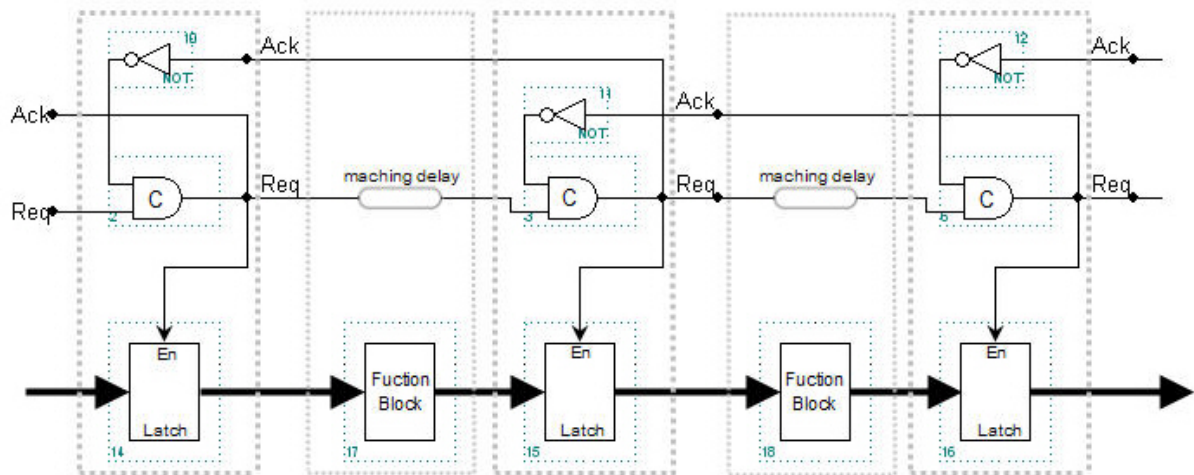 10
Ack
12
Ack
NOT
NOT
11
Ack
Ack
NOT
C
Req
maching delay
C
Req
maching delay
C
Req
Req
2
3
6
En
Latch
14
Fuction
Block
17
En
Latch
15
Fuction
Block
18
En
Latch
16